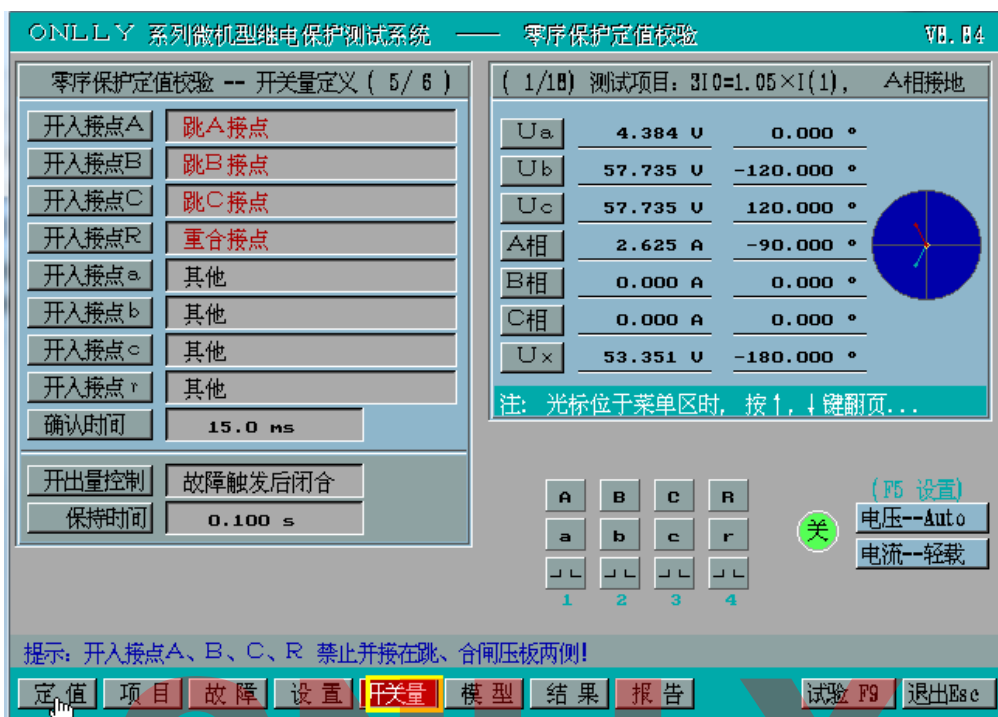 ONLLY 系列微机型继电保护测试系统 —— 零序保护定值校验 V8.04
零序保护定值校验 -- 开关量定义 ( 5/ 6 )
开入接点A 跳A接点
开入接点B 跳B接点
开入接点C 跳C接点
开入接点R 重合接点
开入接点a 其他
开入接点b 其他
开入接点c 其他
开入接点r 其他
确认时间 15.0 ms
开出量控制 故障触发后闭合
保持时间 0.100 s
( 1/18) 测试项目: 3I0=1.05×I(1), A相接地
Ua 4.384 V 0.000 °
Ub 57.735 V -120.000 °
Uc 57.735 V 120.000 °
A相 2.625 A -90.000 °
B相 0.000 A 0.000 °
C相 0.000 A 0.000 °
Ux 53.351 V -180.000 °
注: 光标位于菜单区时, 按↑,↓键翻页...
A B C R
a b c r
1 2 3 4
关
(F5 设置)
电压--Auto
电流--轻载
提示: 开入接点A、B、C、R 禁止并接在跳、合闸压板两侧!
定 值 项 目 故 障 设 置 开关量 模 型 结 果 报 告 试验 F9 退出Esc